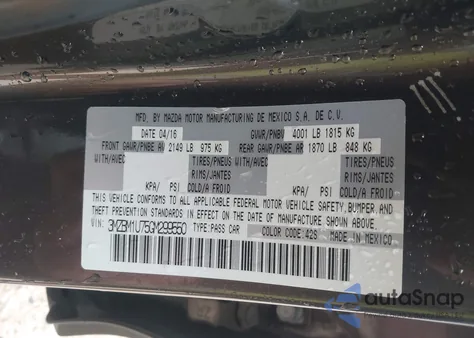 MFD. BY MAZDA MOTOR MANUFACTURING DE MEXICO S.A. DE C.V.
DATE 04/16 GVWR/PNBV 4001 LB 1815 KG
FRONT GAWR/PNBE AV 2149 LB 975 KG REAR GAWR/PNBE AR 1870 LB 848 KG
WITH/AVEC TIRES/PNEUS WITH/AVEC TIRES/PNEUS
RIMS/JANTES RIMS/JANTES
KPA/ PSI COLD/A FROID KPA/ PSI COLD/A FROID
THIS VEHICLE CONFORMS TO ALL APPLICABLE FEDERAL MOTOR VEHICLE SAFETY, BUMPER, AND
THEFT PREVENTION STANDARDS IN EFFECT ON THE DATE OF MANUFACTURE SHOWN ABOVE.
VIN: 3MZBM1U75GM299550 TYPE: PASS CAR COLOR CODE: 42S MADE IN MEXICO
autoSnap